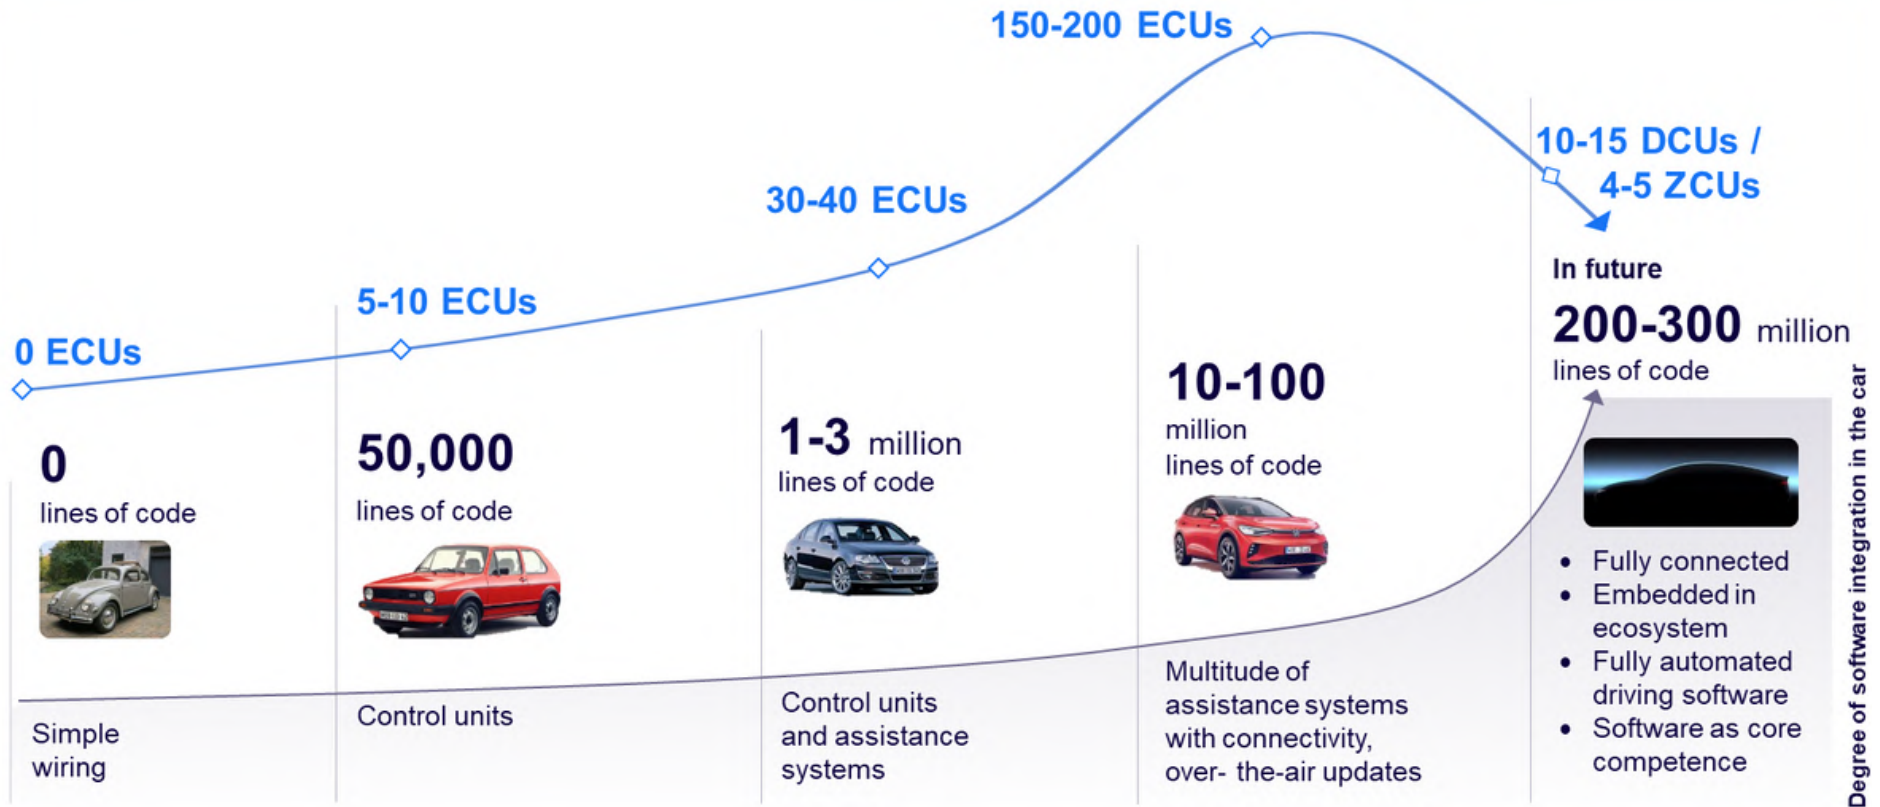 150-200 ECUs
10-15 DCUs /
4-5 ZCUs
30-40 ECUs
5-10 ECUs
0 ECUs
0
lines of code
Simple
wiring
50,000
lines of code
Control units
1-3 million
lines of code
Control units
and assistance
systems
10-100
million
lines of code
Multitude of
assistance systems
with connectivity,
over- the-air updates
In future
200-300 million
lines of code
• Fully connected
• Embedded in
ecosystem
• Fully automated
driving software
• Software as core
competence
Degree of software integration in the car